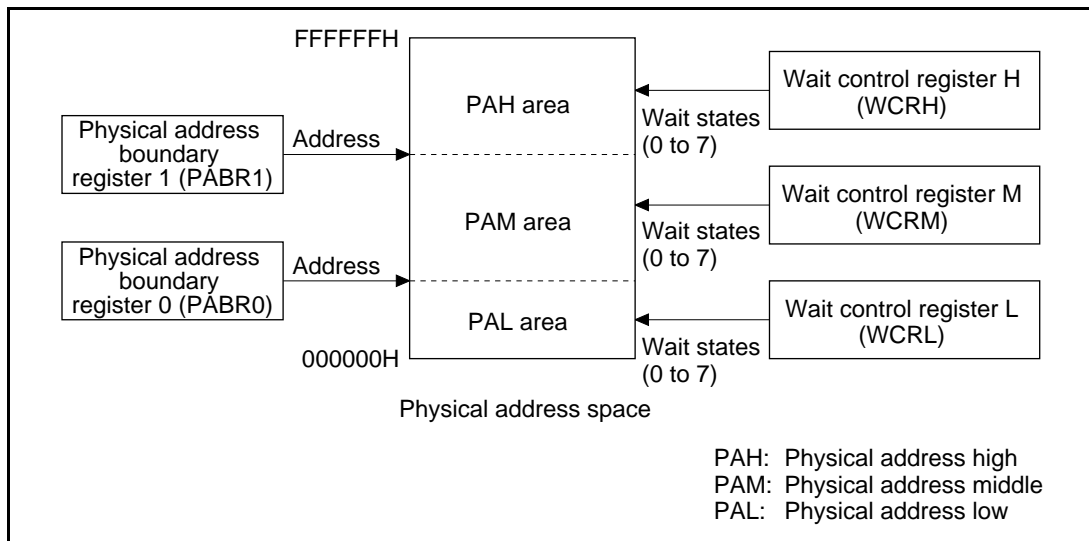 FFFFFFH
PAH area
Wait control register H
(WCRH)
Wait states
(0 to 7)
Physical address
boundary
register 1 (PABR1)
Address
PAM area
Wait control register M
(WCRM)
Wait states
(0 to 7)
Physical address
boundary
register 0 (PABR0)
Address
PAL area
Wait control register L
(WCRL)
Wait states
(0 to 7)
000000H
Physical address space
PAH: Physical address high
PAM: Physical address middle
PAL: Physical address low